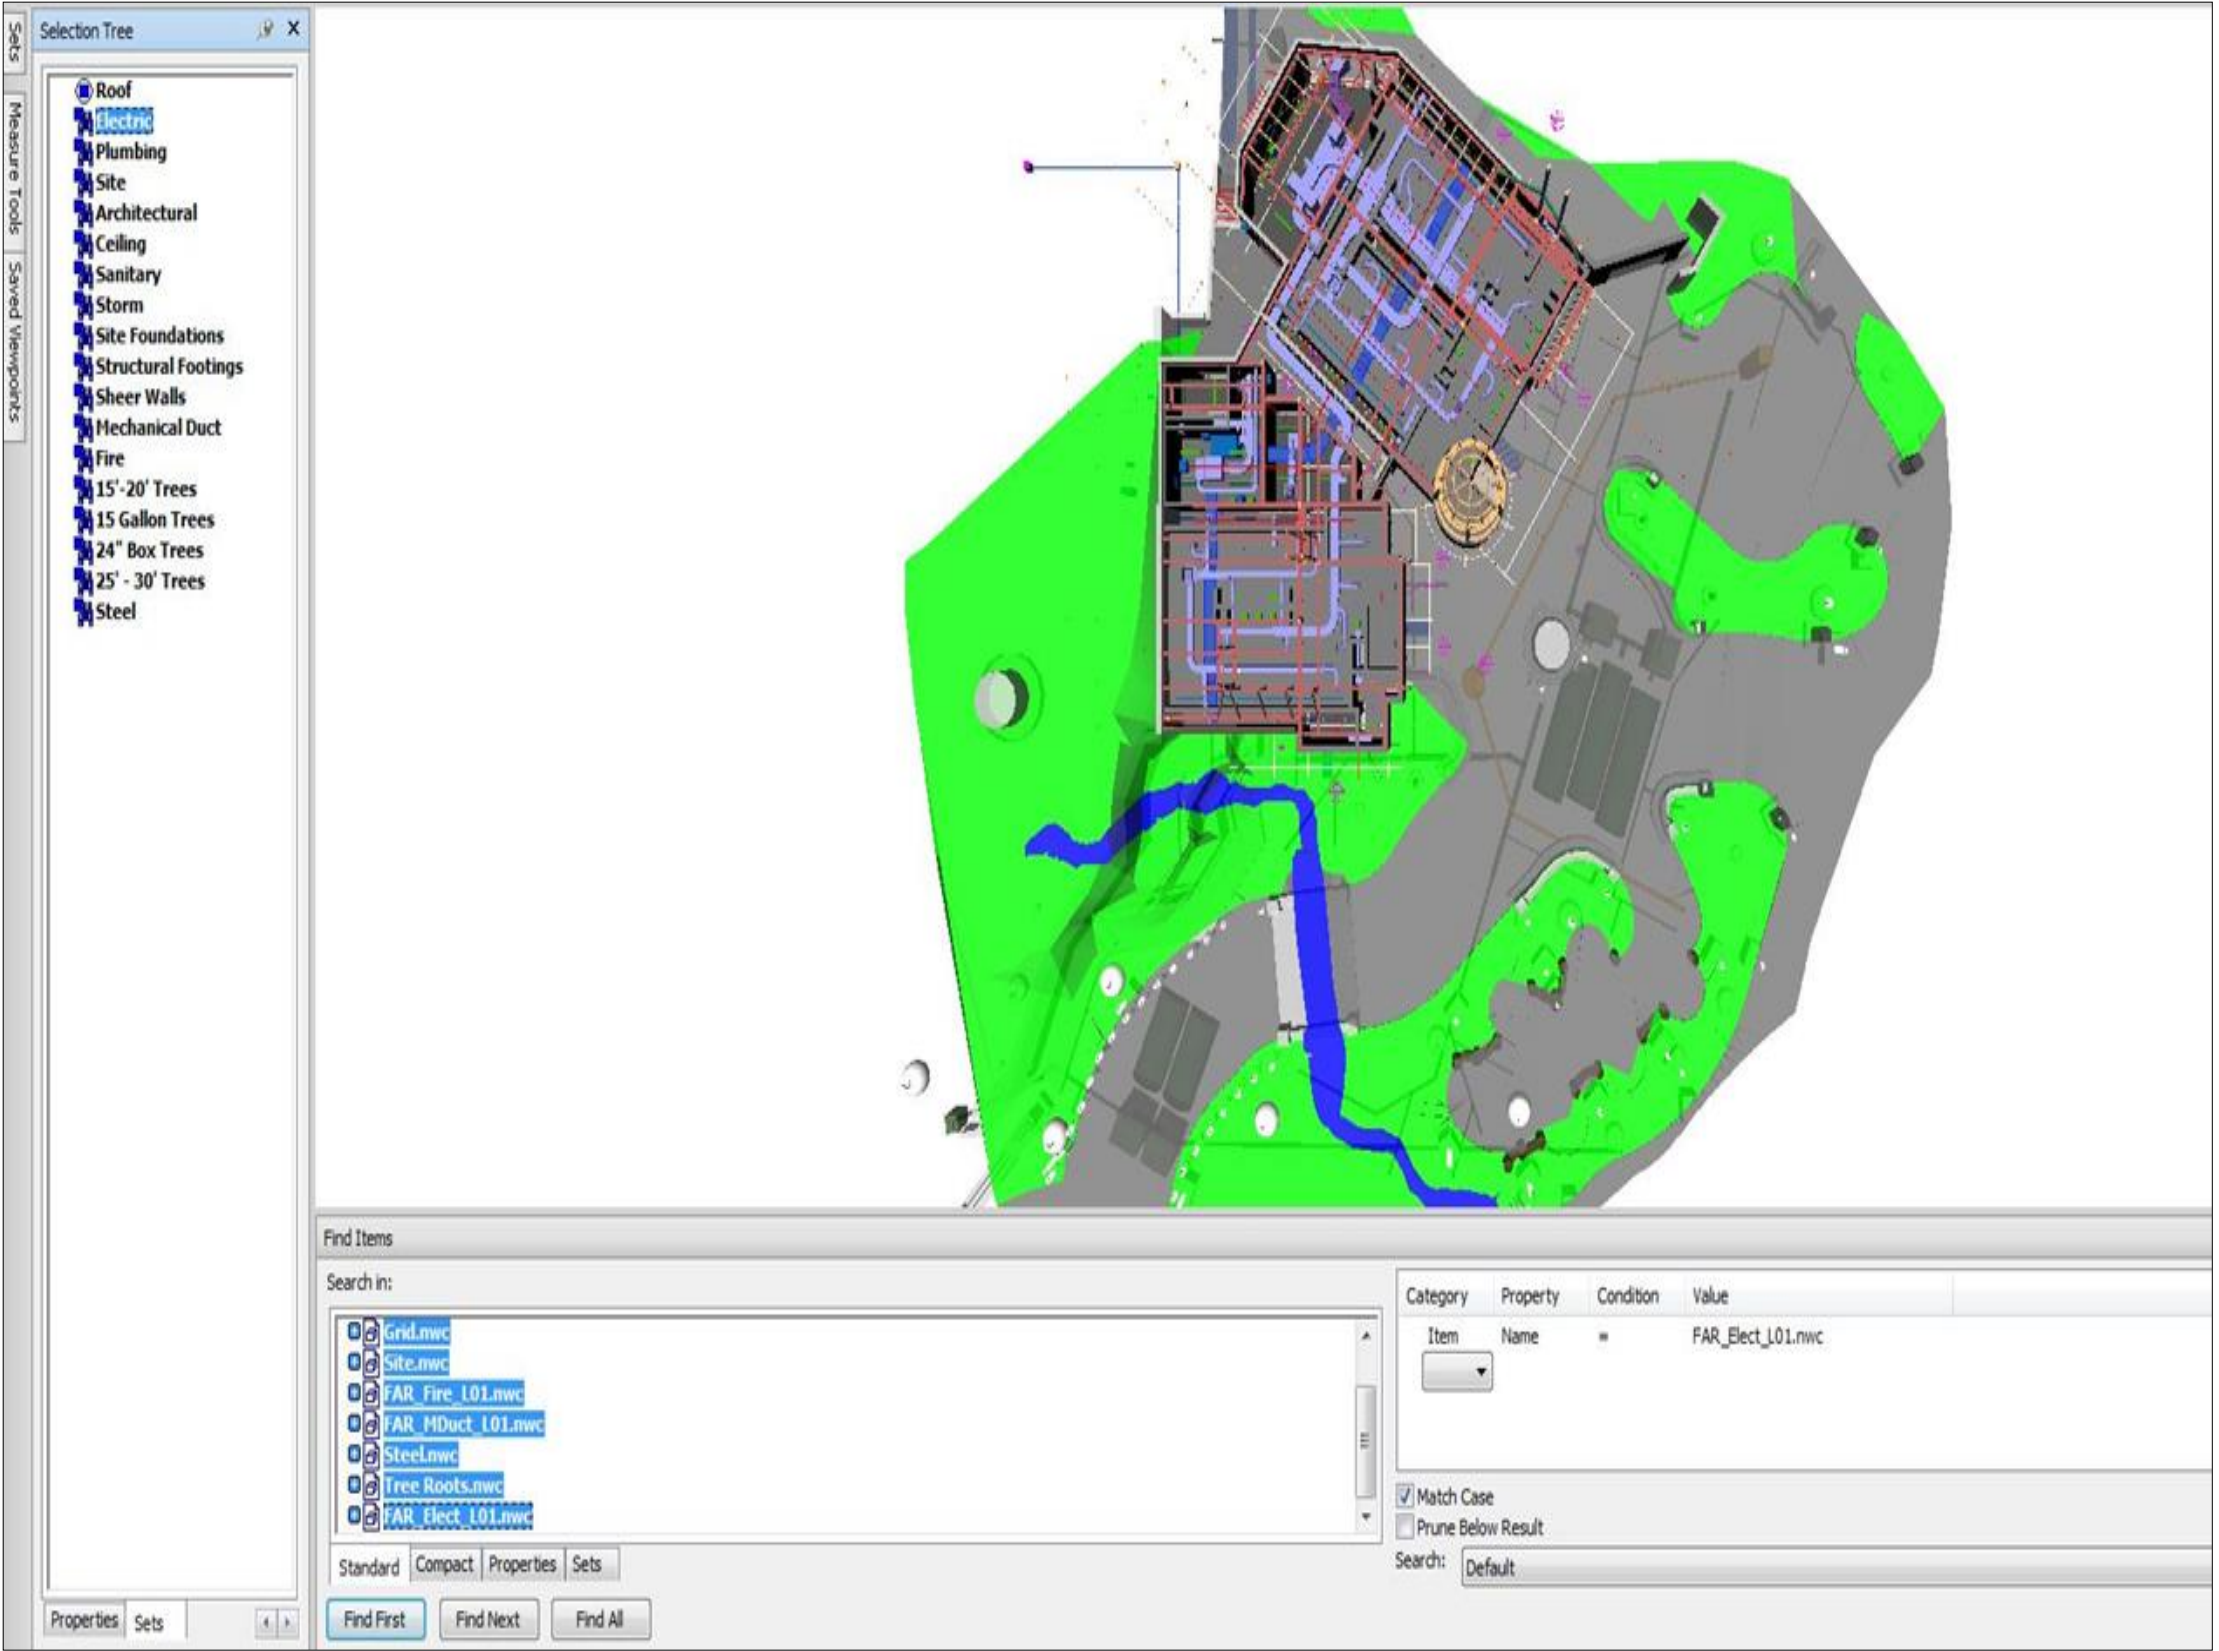 Sets
Measure Tools
Saved Viewpoints
Selection Tree
Roof
Electric
Plumbing
Site
Architectural
Ceiling
Sanitary
Storm
Site Foundations
Structural Footings
Sheer Walls
Mechanical Duct
Fire
15'-20' Trees
15 Gallon Trees
24" Box Trees
25' - 30' Trees
Steel
Properties Sets
Find Items
Search in:
Grid.nwc
Site.nwc
FAR_Fire_L01.nwc
FAR_MDuct_L01.nwc
Steel.nwc
Tree Roots.nwc
FAR_Elect_L01.nwc
Standard Compact Properties Sets
Find First Find Next Find All
Category Property Condition Value
Item Name = FAR_Elect_L01.nwc
Match Case
Prune Below Result
Search: Default